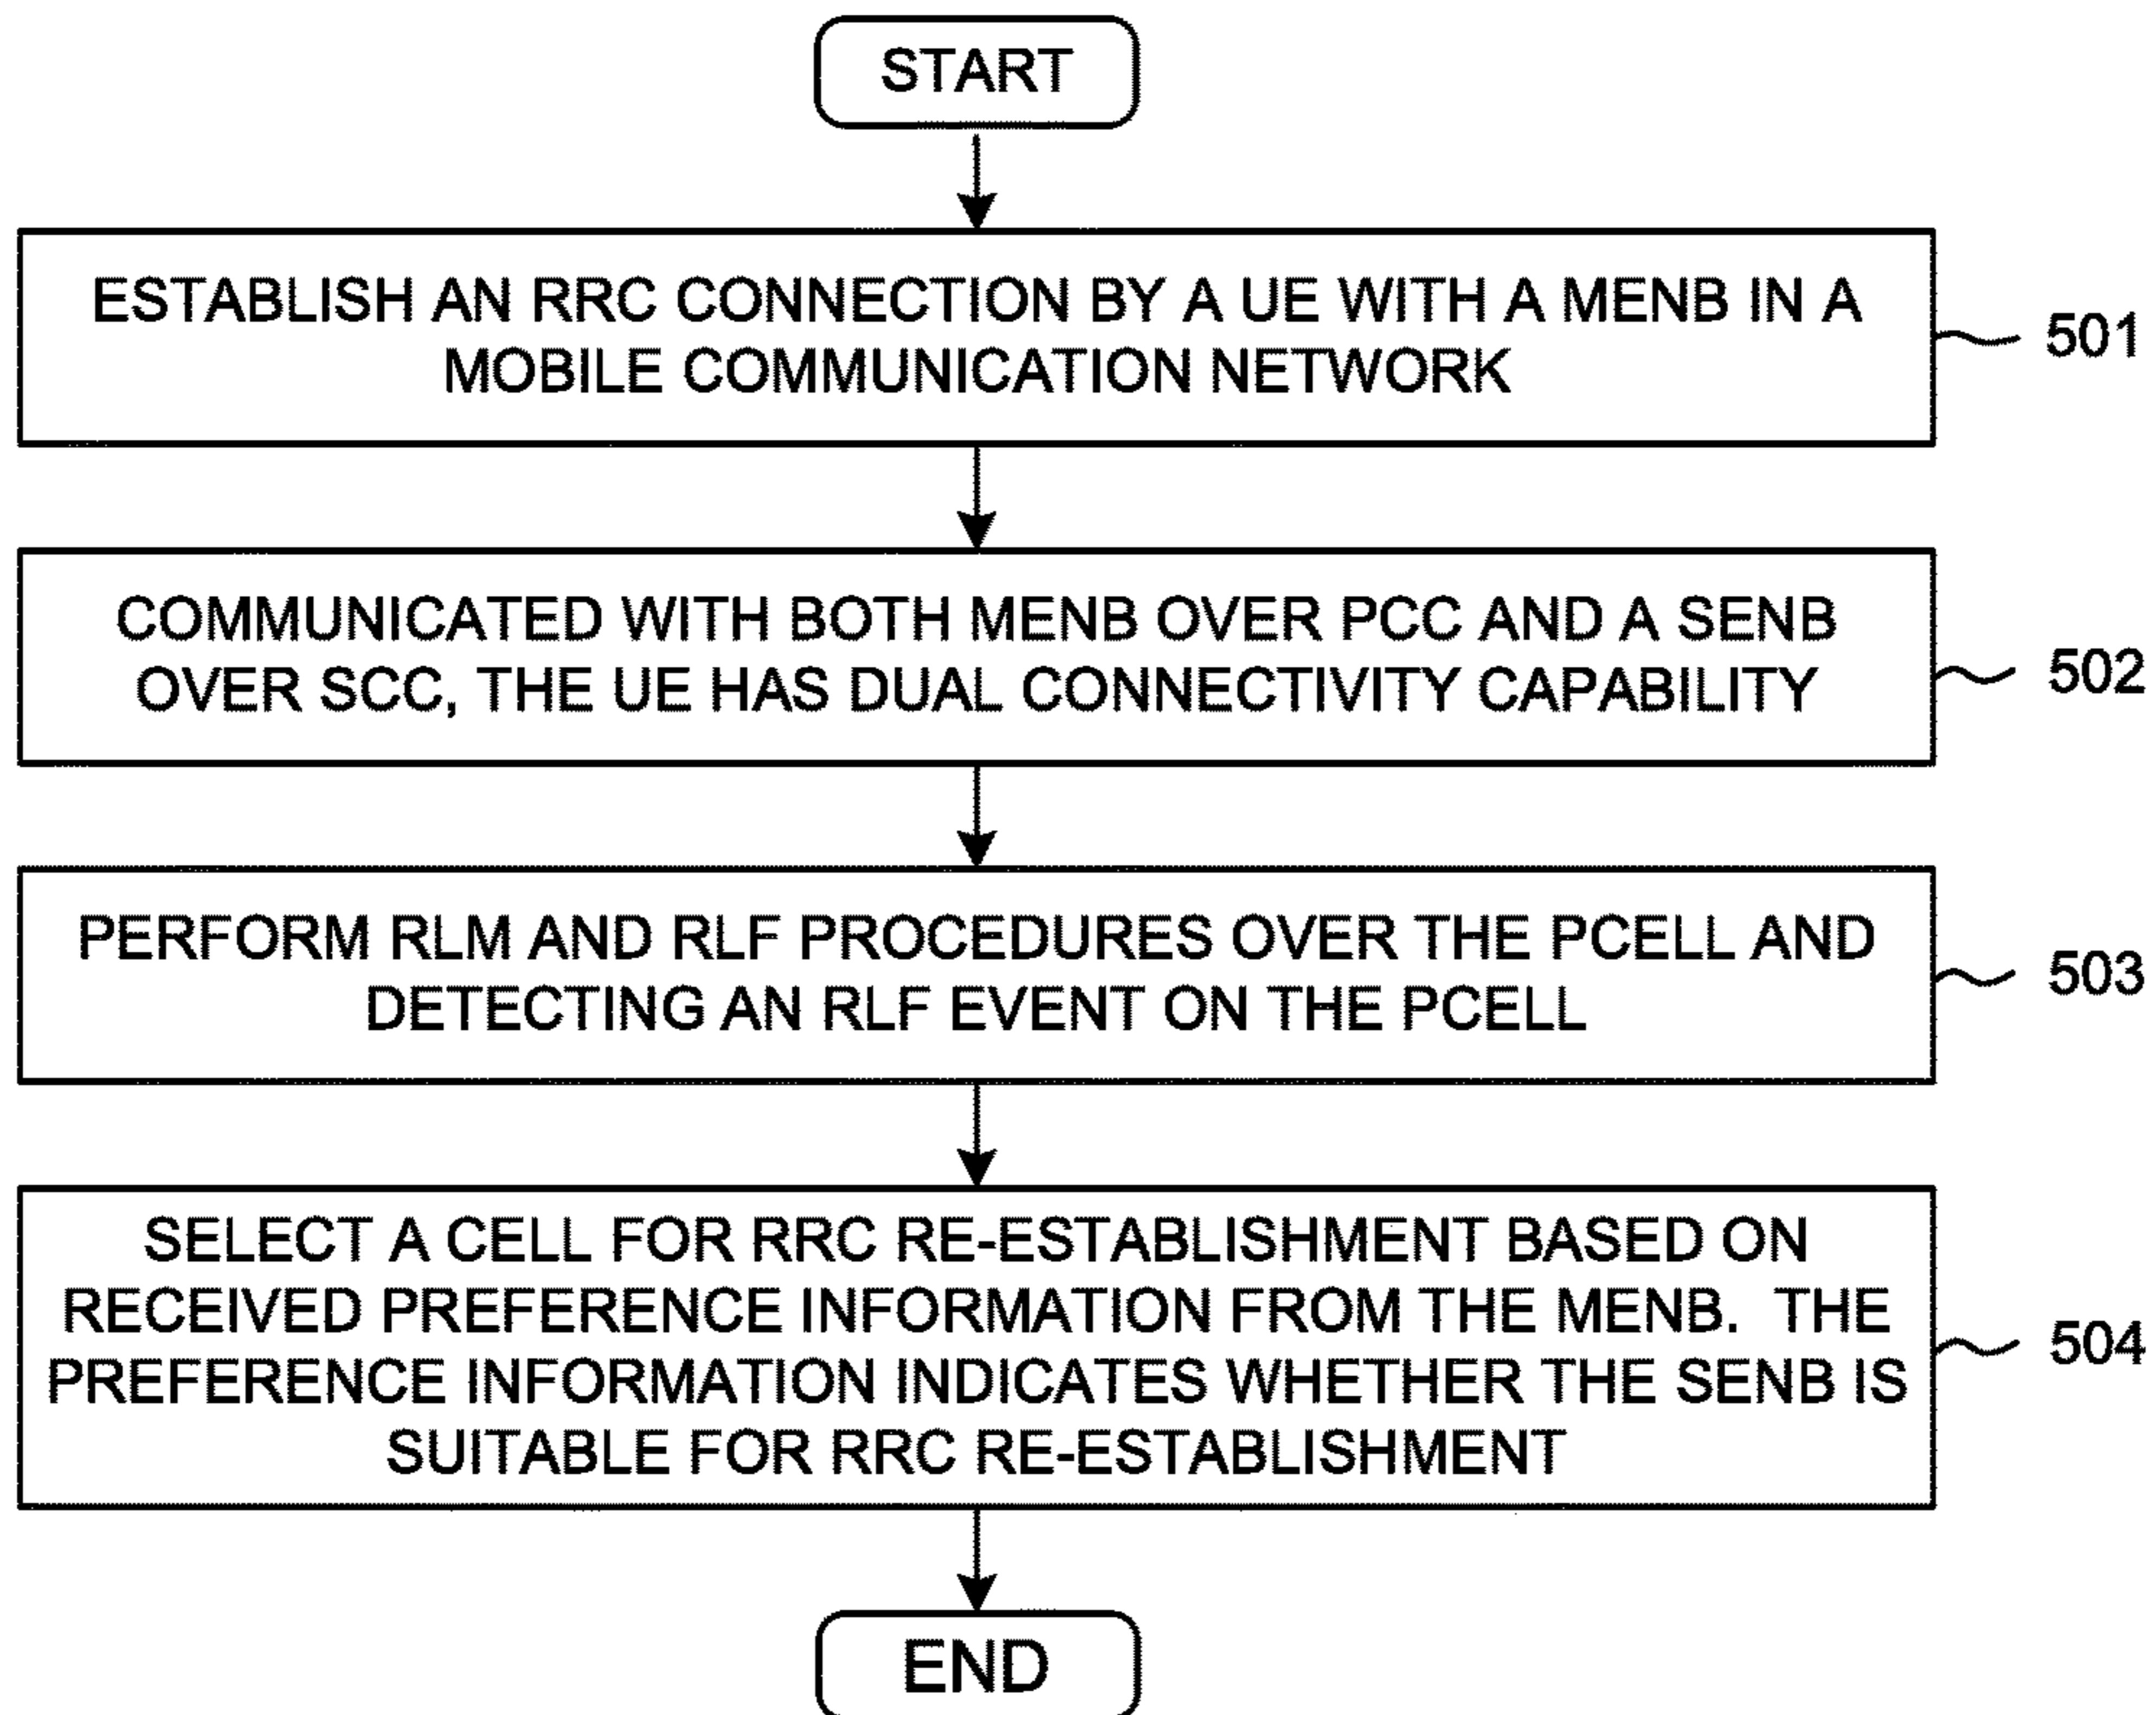 START
ESTABLISH AN RRC CONNECTION BY A UE WITH A MENB IN A
MOBILE COMMUNICATION NETWORK
501
COMMUNICATED WITH BOTH MENB OVER PCC AND A SENB
OVER SCC, THE UE HAS DUAL CONNECTIVITY CAPABILITY
502
PERFORM RLM AND RLF PROCEDURES OVER THE PCELL AND
DETECTING AN RLF EVENT ON THE PCELL
503
SELECT A CELL FOR RRC RE-ESTABLISHMENT BASED ON
RECEIVED PREFERENCE INFORMATION FROM THE MENB. THE
PREFERENCE INFORMATION INDICATES WHETHER THE SENB IS
SUITABLE FOR RRC RE-ESTABLISHMENT
504
END